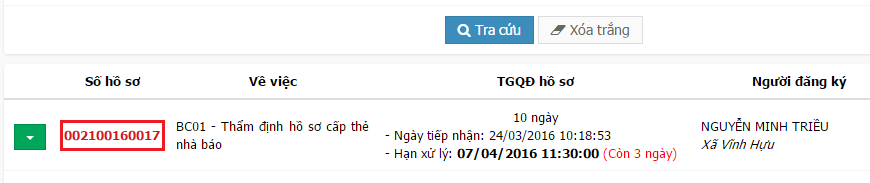 Tra cứu Xóa trắng
Số hồ sơ Về việc TGQĐ hồ sơ Người đăng ký
10 ngày
002100160017 BC01 - Thẩm định hồ sơ cấp thẻ - Ngày tiếp nhận: 24/03/2016 10:18:53 NGUYỄN MINH TRIỀU
nhà báo - Hạn xử lý: 07/04/2016 11:30:00 (Còn 3 ngày) Xã Vĩnh Hựu